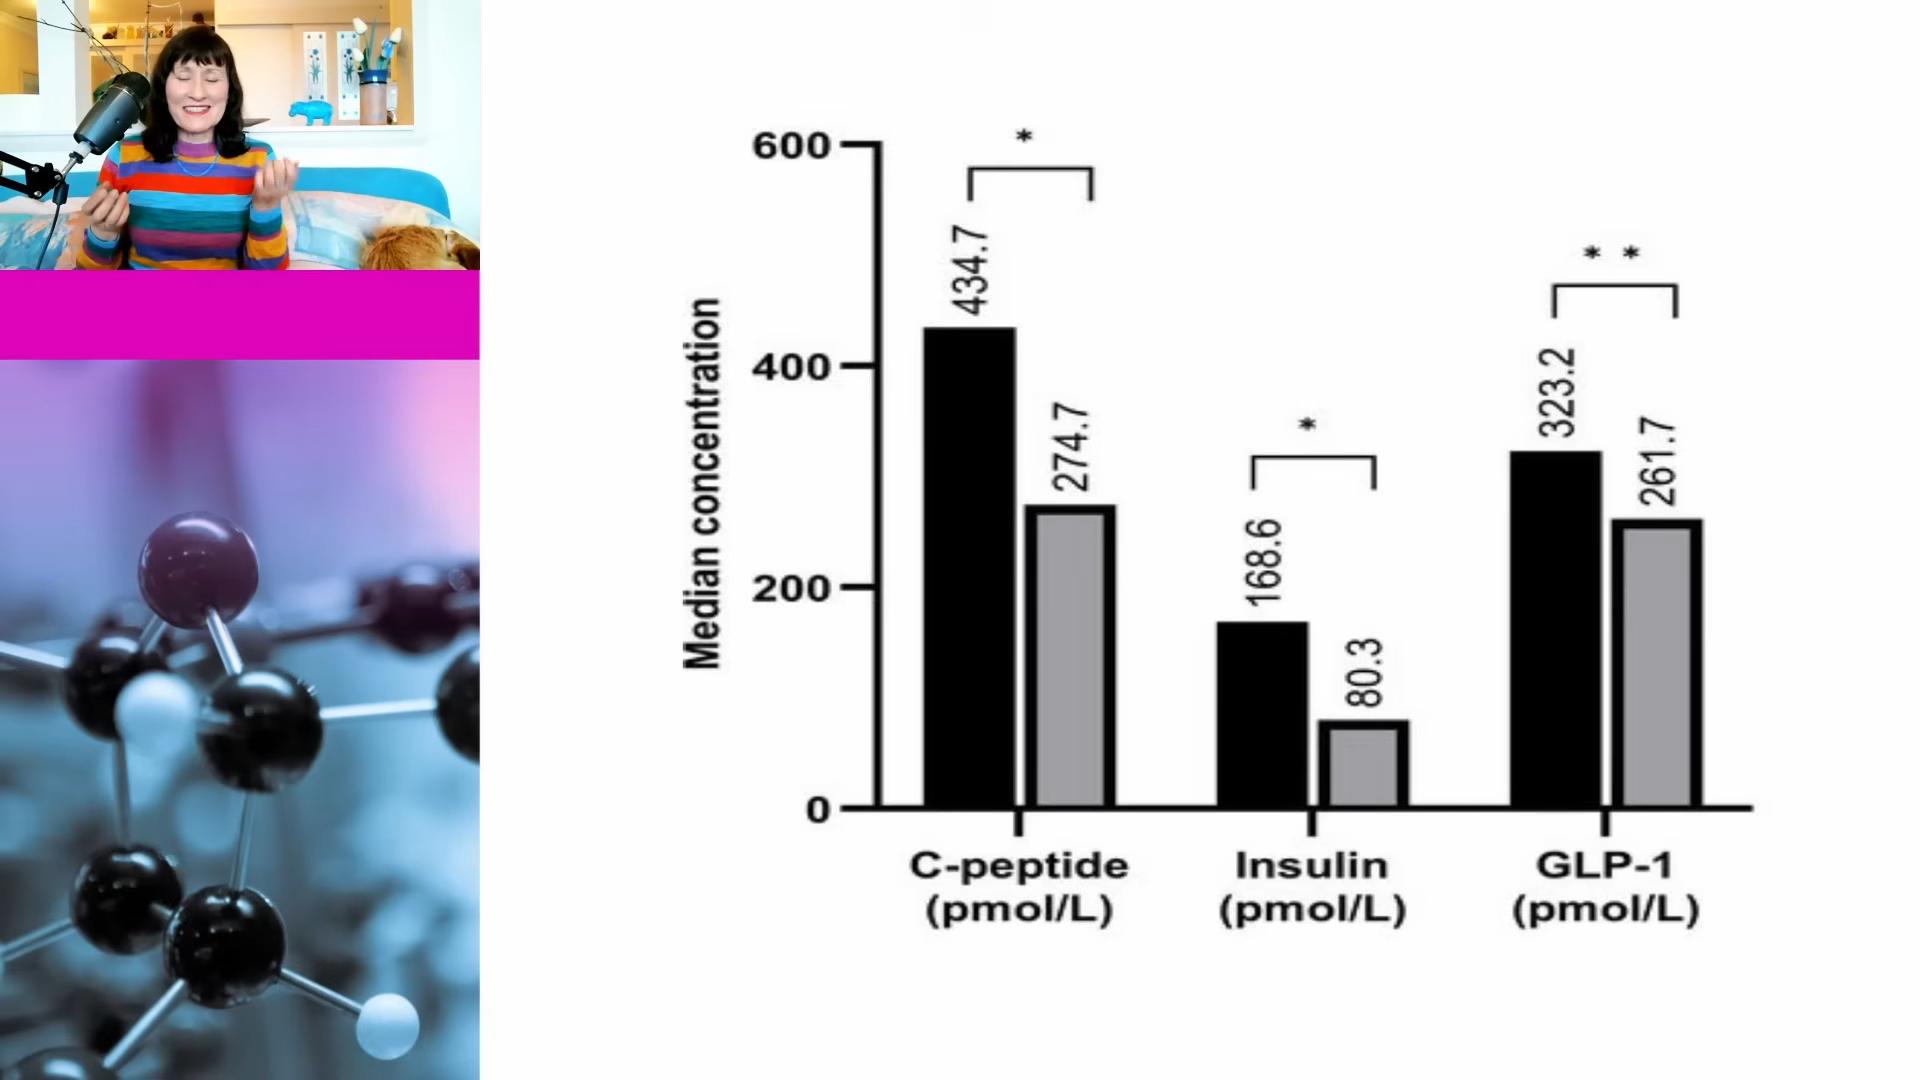 Median concentration
600
400
200
0
*
434.7
274.7
*
168.6
80.3
* *
323.2
261.7
C-peptide
(pmol/L)
Insulin
(pmol/L)
GLP-1
(pmol/L)